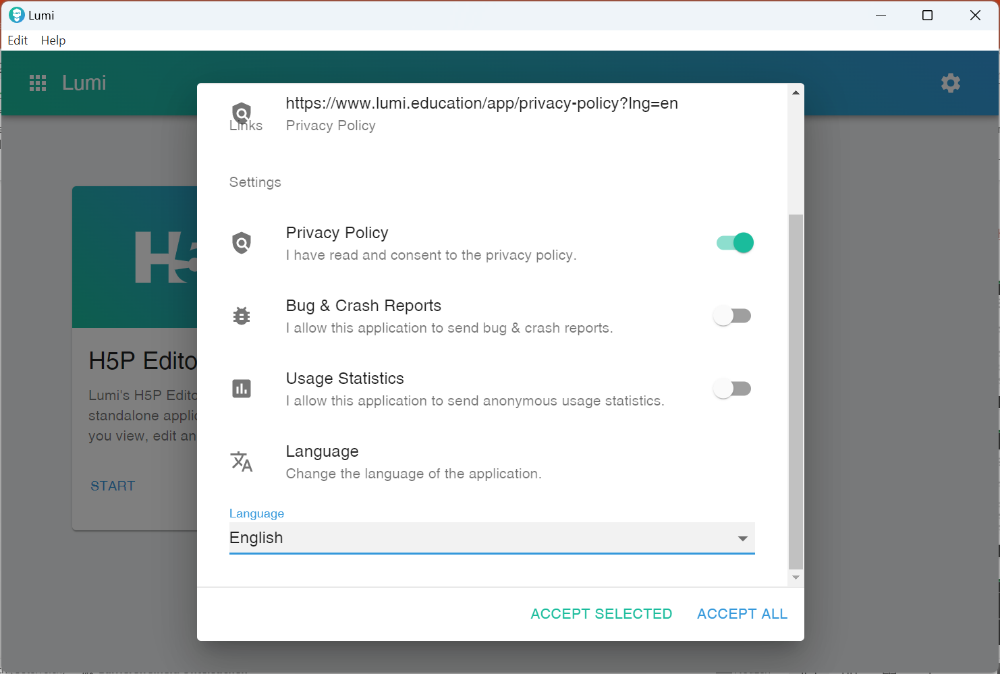 Lumi
Edit Help
Lumi
https://www.lumi.education/app/privacy-policy?lng=en
Links Privacy Policy
Settings
Privacy Policy
I have read and consent to the privacy policy.
Bug & Crash Reports
I allow this application to send bug & crash reports.
Usage Statistics
I allow this application to send anonymous usage statistics.
Language
Change the language of the application.
Language
English
ACCEPT SELECTED ACCEPT ALL
H5
H5P Edito
Lumi's H5P Edito
standalone applic
you view, edit an
START